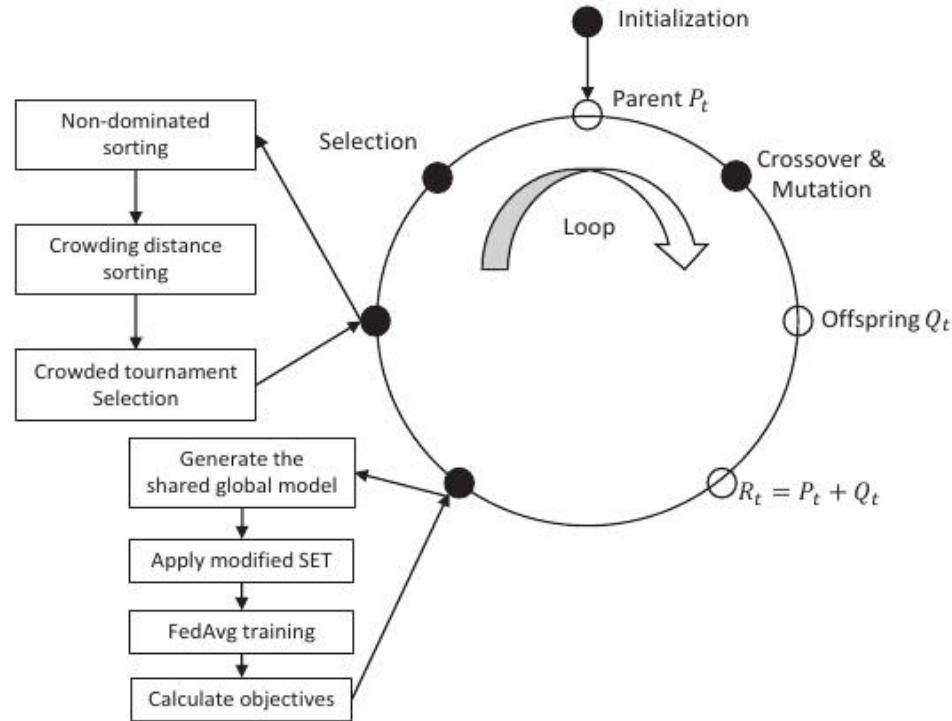 Initialization
Parent $P_t$
Selection
Crossover &
Mutation
Loop
Offspring $Q_t$
$R_t = P_t + Q_t$
Non-dominated
sorting
Crowding distance
sorting
Crowded tournament
Selection
Generate the
shared global model
Apply modified SET
FedAvg training
Calculate objectives